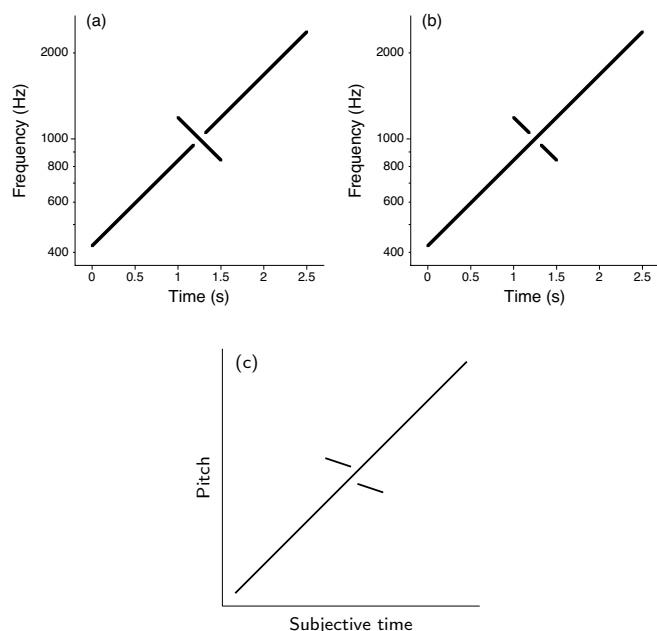 (a)
Frequency (Hz)
2000
1000
800
600
400
0 0.5 1 1.5 2 2.5
Time (s)
(b)
Frequency (Hz)
2000
1000
800
600
400
0 0.5 1 1.5 2 2.5
Time (s)
(c)
Pitch
Subjective time